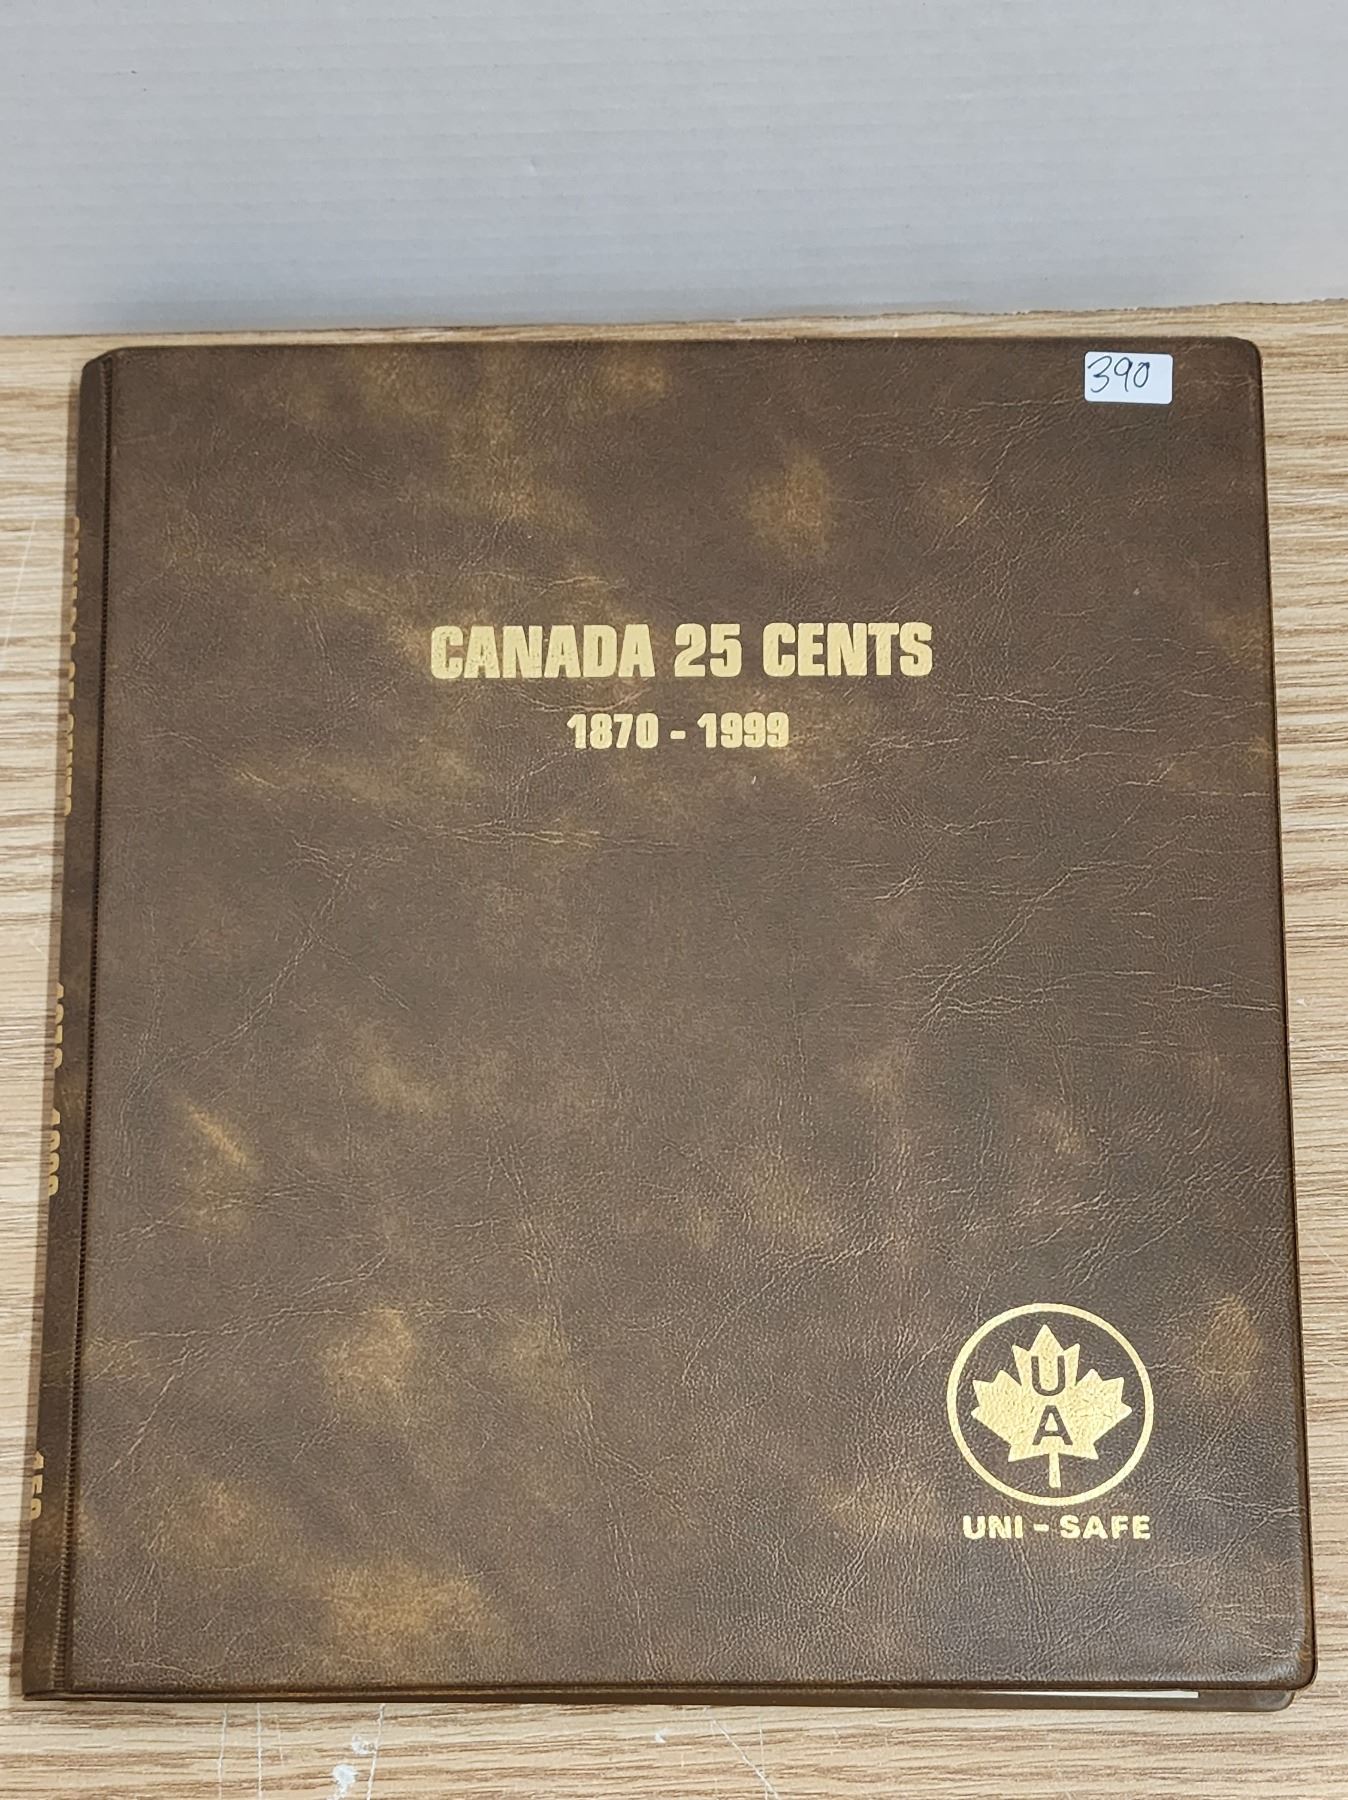 390
CANADA 25 CENTS
1870 - 1999
U
A
UNI - SAFE